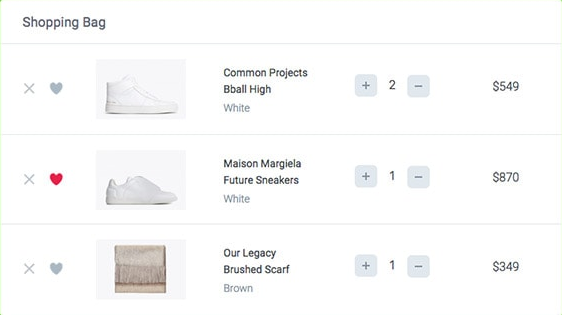 Shopping Bag
Common Projects
Bball High
White
+ 2 −
$549
Maison Margiela
Future Sneakers
White
+ 1 −
$870
Our Legacy
Brushed Scarf
Brown
+ 1 −
$349